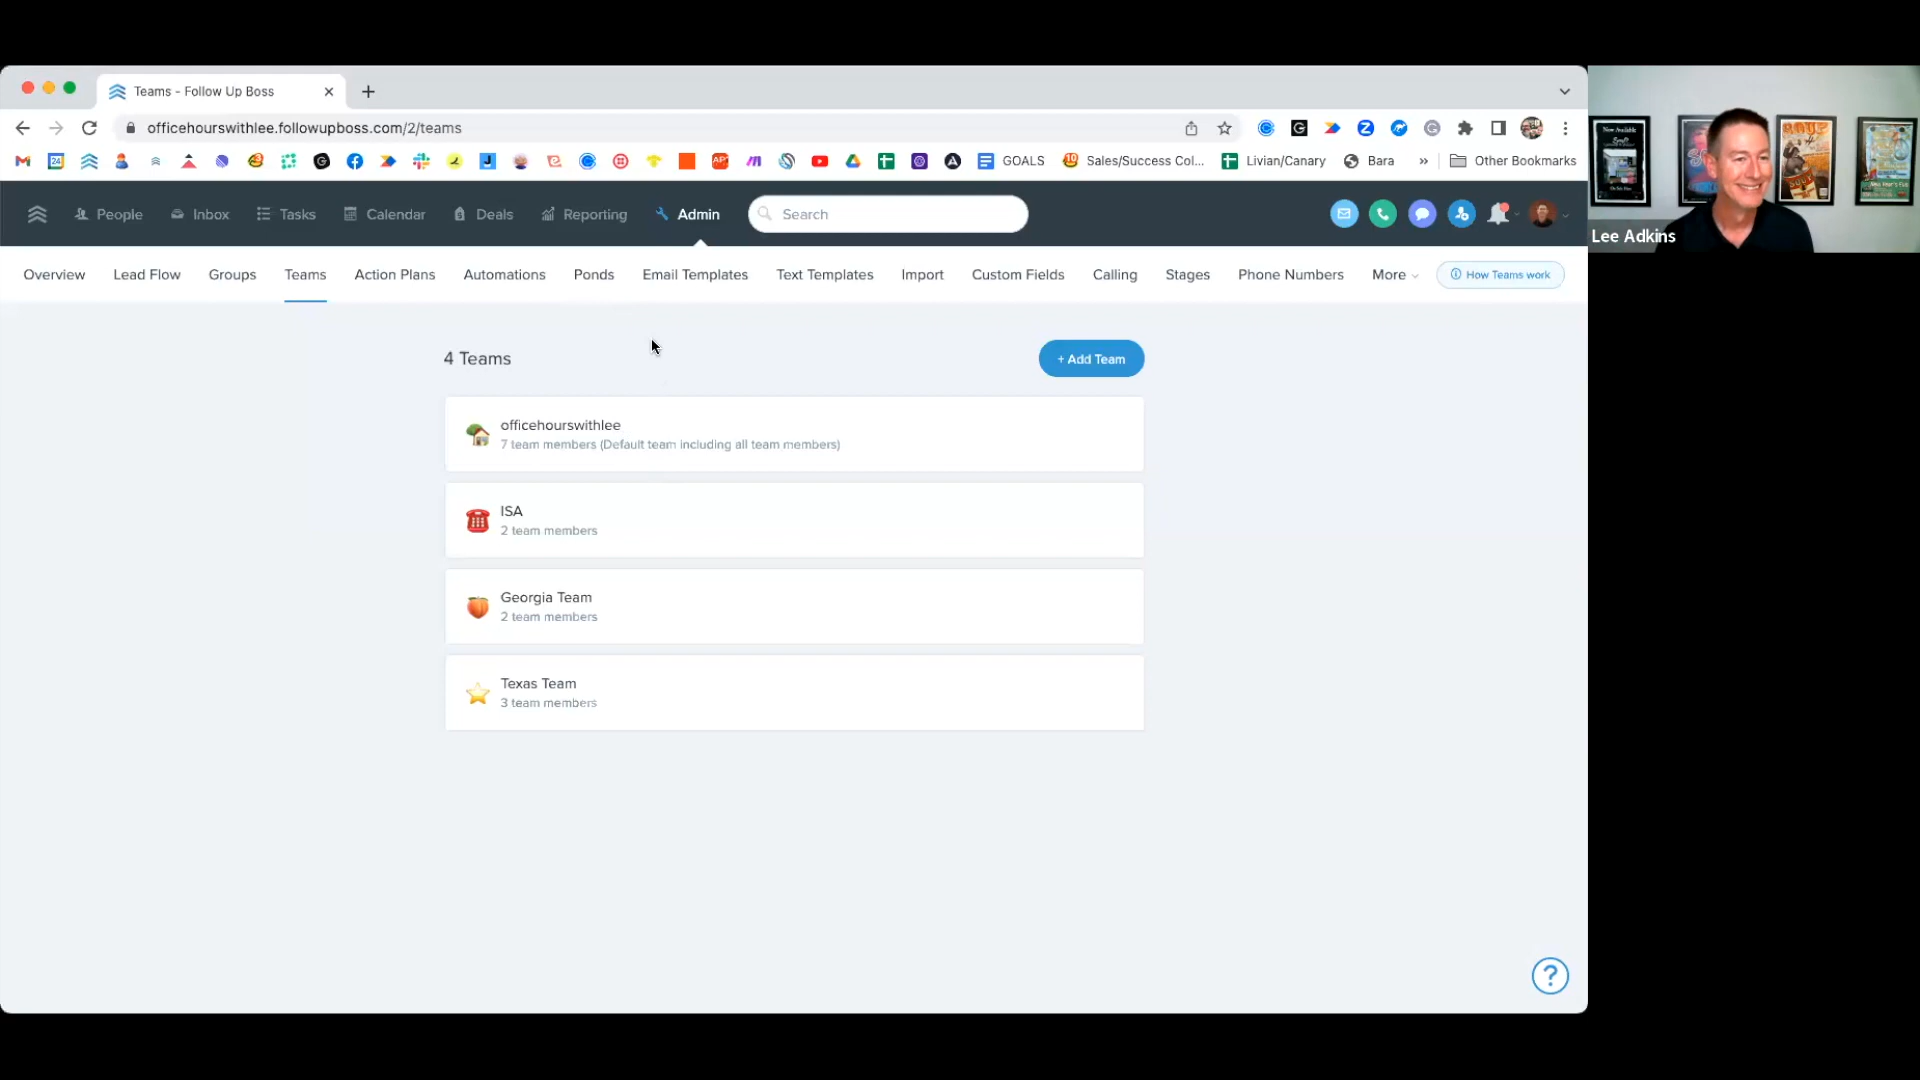 Teams - Follow Up Boss
officehourswithlee.followupboss.com/2/teams
GOALS
Sales/Success Col...
Livian/Canary
Bara
»
Other Bookmarks
People
Inbox
Tasks
Calendar
Deals
Reporting
Admin
Search
Overview
Lead Flow
Groups
Teams
Action Plans
Automations
Ponds
Email Templates
Text Templates
Import
Custom Fields
Calling
Stages
Phone Numbers
More
How Teams work
4 Teams
+ Add Team
officehourswithlee
7 team members (Default team including all team members)
ISA
2 team members
Georgia Team
2 team members
Texas Team
3 team members
?
Lee Adkins